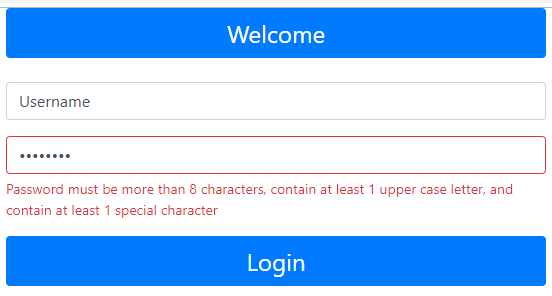 Welcome
Username
••••••••
Password must be more than 8 characters, contain at least 1 upper case letter, and
contain at least 1 special character
Login